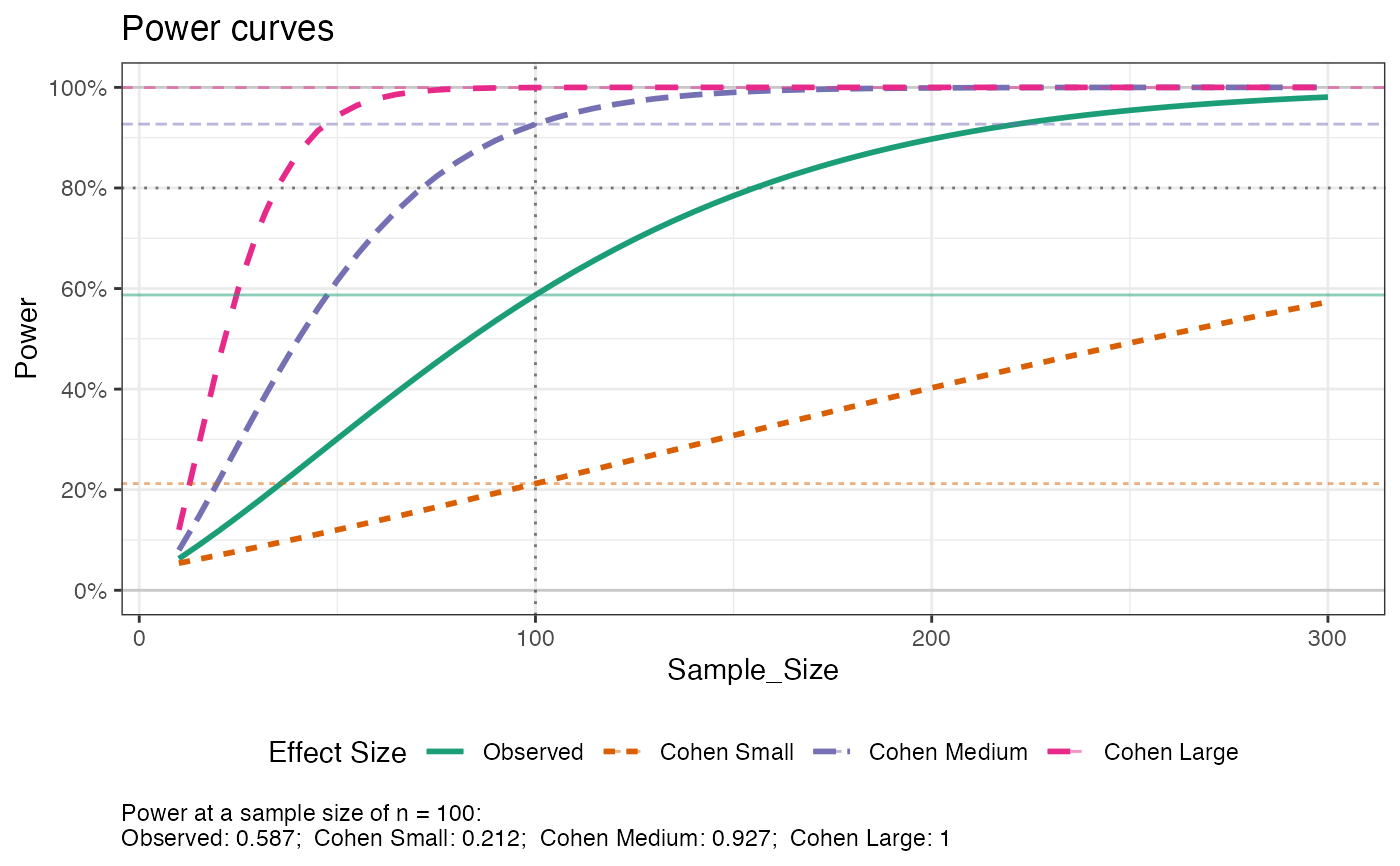 Power curves
100%
80%
60%
40%
20%
0%
Power
0 100 200 300
Sample_Size
Effect Size Observed Cohen Small Cohen Medium Cohen Large
Power at a sample size of n = 100:
Observed: 0.587;  Cohen Small: 0.212;  Cohen Medium: 0.927;  Cohen Large: 1